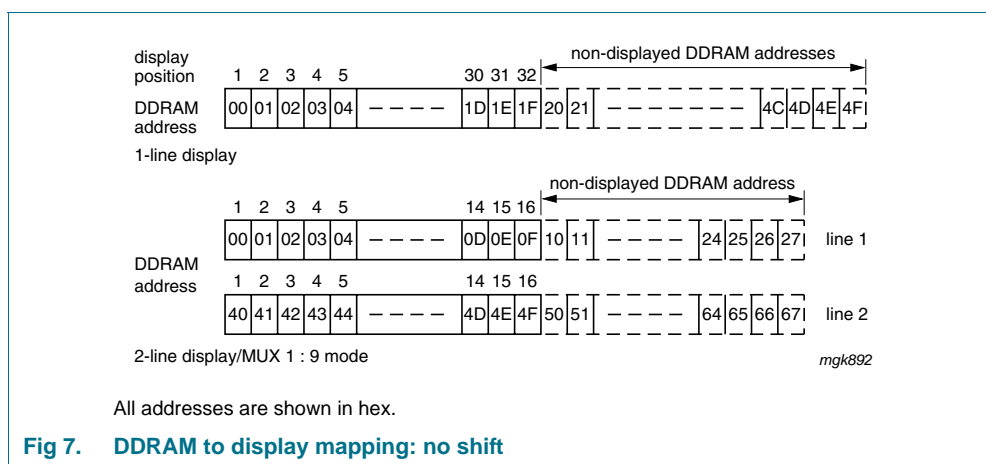 display position 1 2 3 4 5 30 31 32 non-displayed DDRAM addresses
DDRAM address 00 01 02 03 04 1D 1E 1F 20 21 4C 4D 4E 4F
1-line display
non-displayed DDRAM address
1 2 3 4 5 14 15 16
00 01 02 03 04 0D 0E 0F 10 11 24 25 26 27 line 1
DDRAM address
1 2 3 4 5 14 15 16
40 41 42 43 44 4D 4E 4F 50 51 64 65 66 67 line 2
2-line display/MUX 1 : 9 mode
mgk892
All addresses are shown in hex.
Fig 7. DDRAM to display mapping: no shift